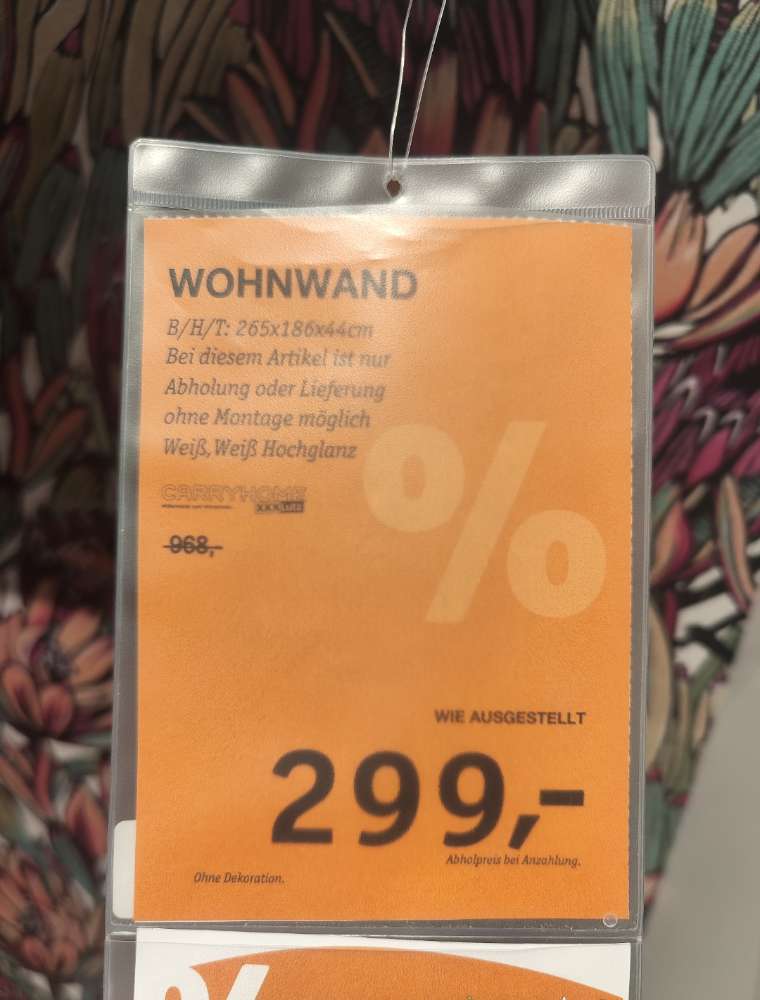 WOHNWAND
B/H/T: 265x186x44cm
Bei diesem Artikel ist nur
Abholung oder Lieferung
ohne Montage möglich
Weiß,Weiß Hochglanz
CARRYHOME
XXXLutz
968,-
%
WIE AUSGESTELLT
299,-
Abholpreis bei Anzahlung.
Ohne Dekoration.
%